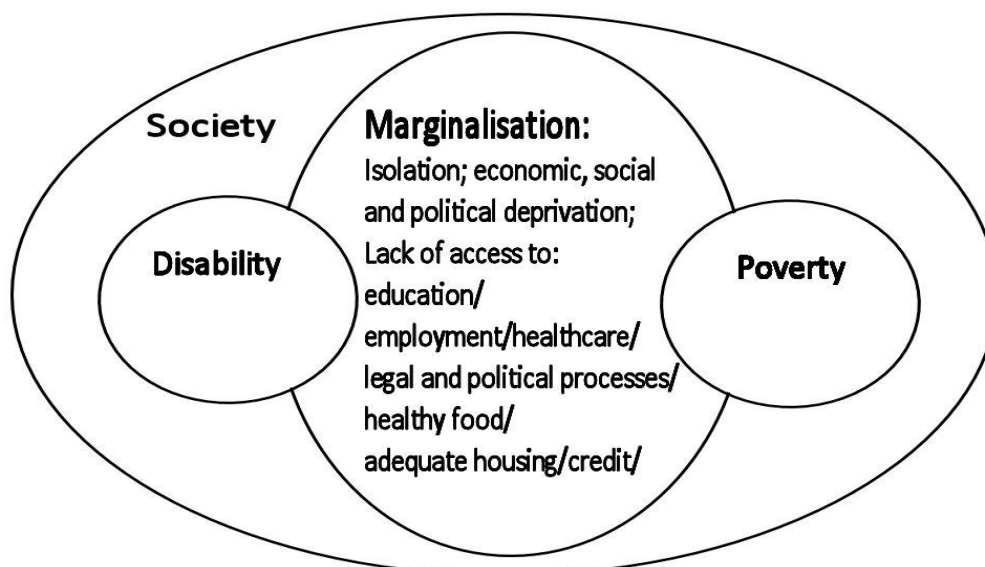 Society
Marginalisation:
Isolation; economic, social
and political deprivation;
Lack of access to:
education/
employment/healthcare/
legal and political processes/
healthy food/
adequate housing/credit/
Disability
Poverty